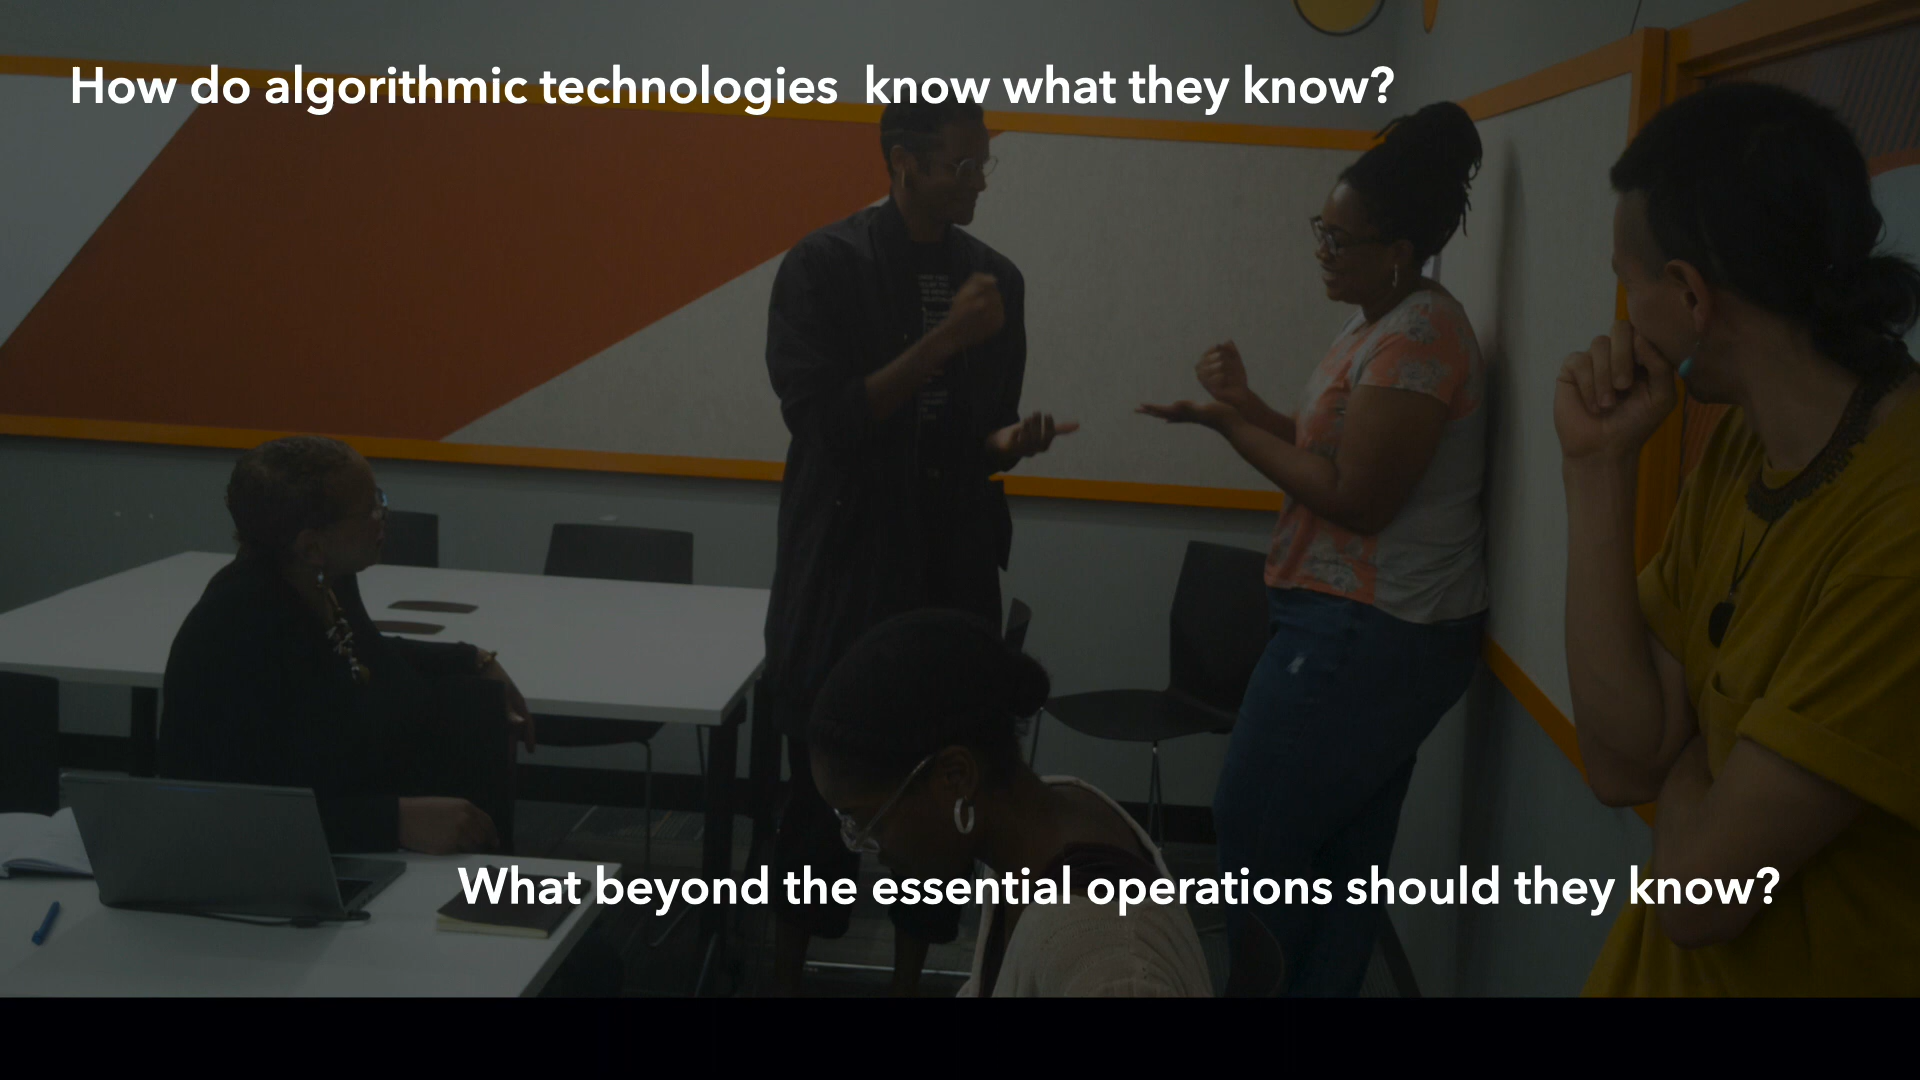 How do algorithmic technologies  know what they know?
What beyond the essential operations should they know?